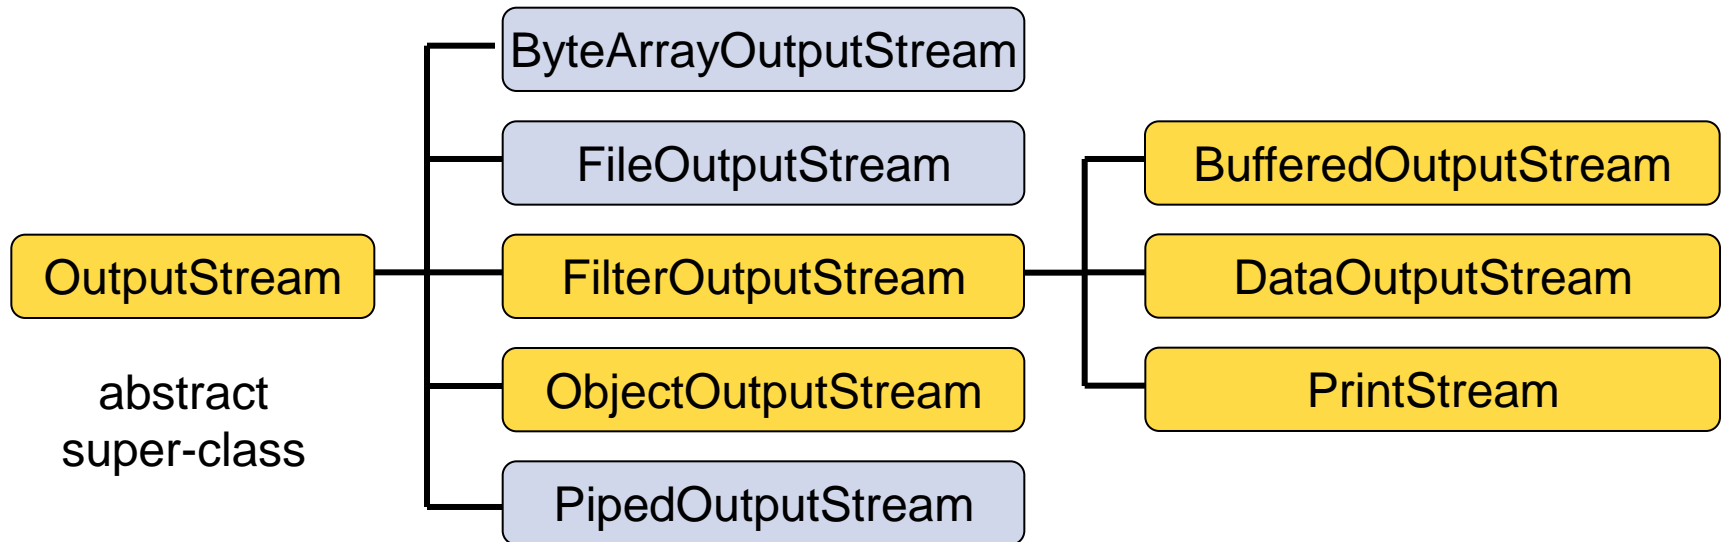 ByteArrayOutputStream
FileOutputStream
BufferedOutputStream
OutputStream
FilterOutputStream
DataOutputStream
abstract
super-class
ObjectOutputStream
PrintStream
PipedOutputStream